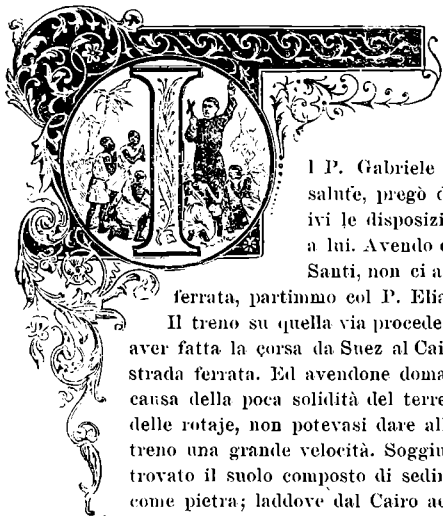 Il P. Gabriele
salute, pregò d
ivi le disposizi
a lui. Avendo
Santi, non ci a
ferrata, partimmo col P. Elia
Il treno su quella via procede
aver fatta la corsa da Suez al Cai
strada ferrata. Ed avendone doma
causa della poca solidità del terre
delle rotaje, non potevasi dare all
treno una grande velocità. Soggiu
trovato il suolo composto di sedin
come pietra; laddove dal Cairo ad